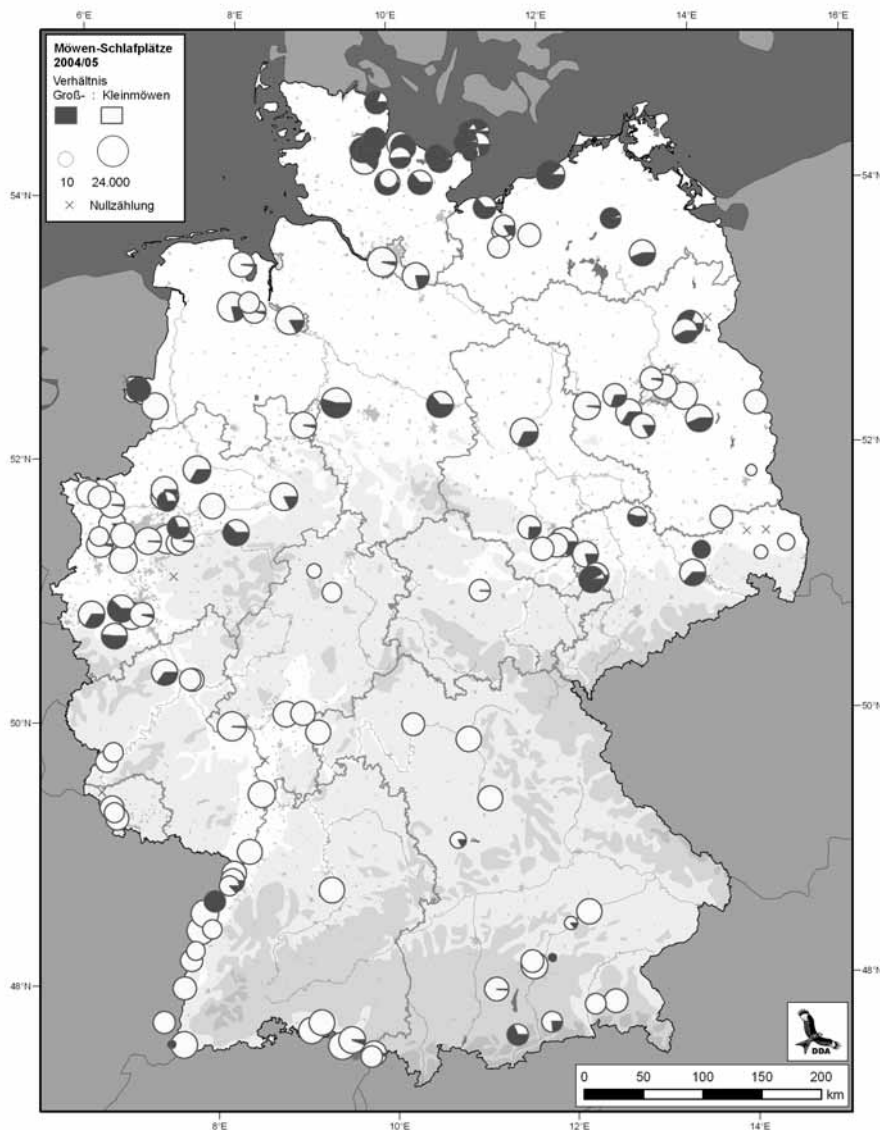 6°E 8°E 10°E 12°E 14°E 16°E
Möwen-Schlafplätze
2004/05
Verhältnis
Groß- : Kleinmöwen
10 24.000
× Nullzählung
54°N 54°N
52°N 52°N
50°N 50°N
48°N 48°N
DDA
0 50 100 150 200
km
8°E 10°E 12°E 14°E